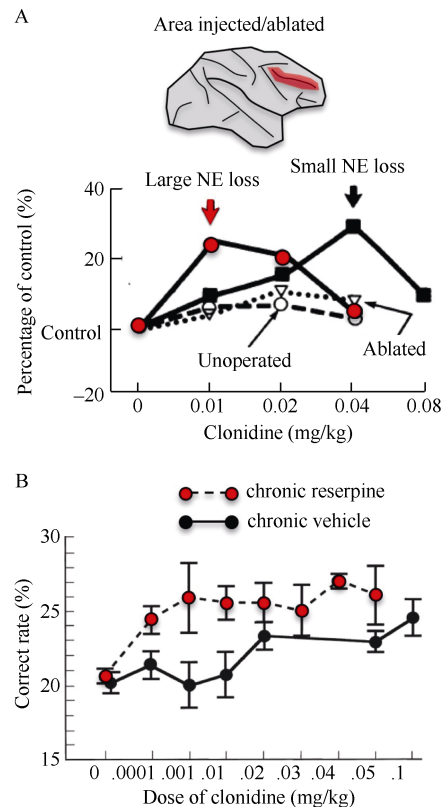 A
Area injected/ablated
Large NE loss
Small NE loss
Percentage of control (%)
40
20
Control
–20
Unoperated
Ablated
0 0.01 0.02 0.04 0.08
Clonidine (mg/kg)
B
chronic reserpine
chronic vehicle
Correct rate (%)
30
25
20
15
0 .0001 .001 .01 .02 .03 .04 .05 .1
Dose of clonidine (mg/kg)